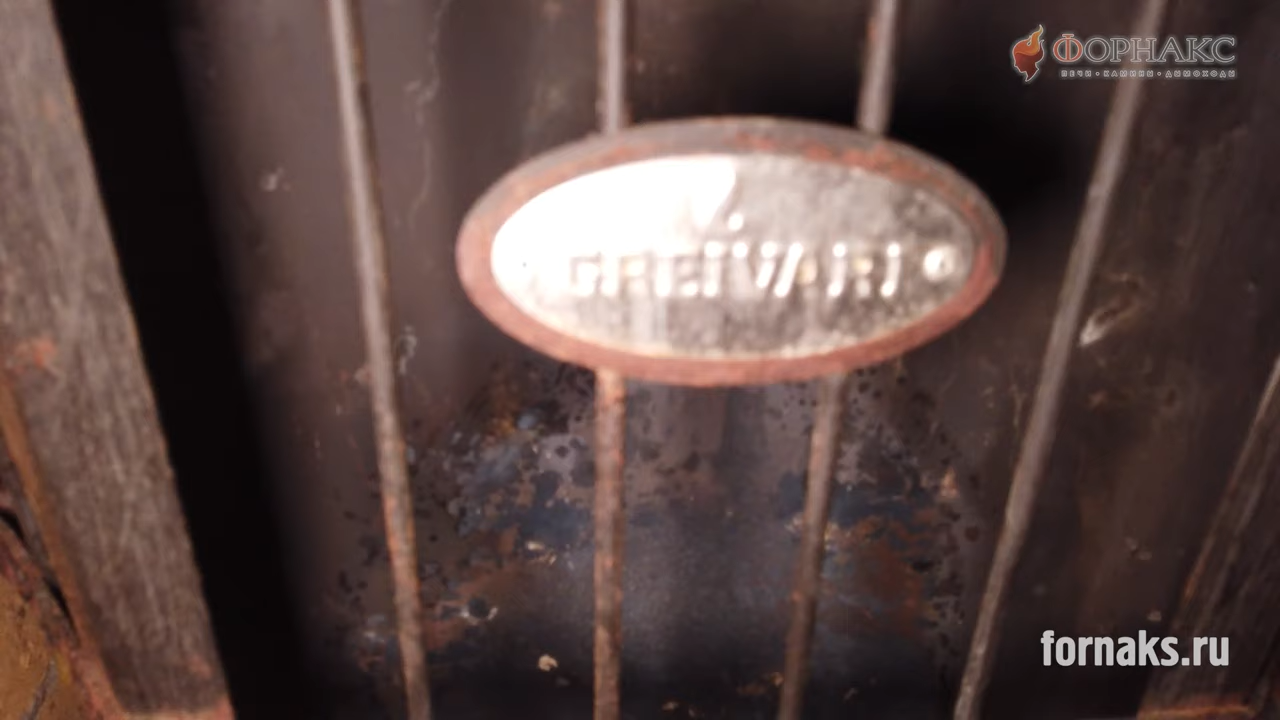 ФОРНАКС
ПЕЧИ • КАМИНЫ • ДЫМОХОДЫ
GREIVARI
fornaks.ru